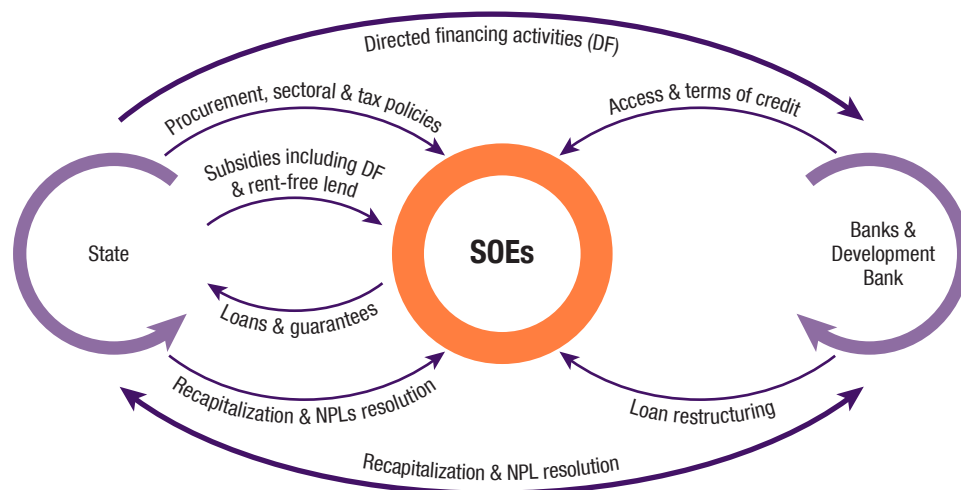 Directed financing activities (DF)
Procurement, sectoral & tax policies
Access & terms of credit
Subsidies including DF
& rent-free lend
State
SOEs
Banks &
Development
Bank
Loans & guarantees
Recapitalization & NPLs resolution
Loan restructuring
Recapitalization & NPL resolution